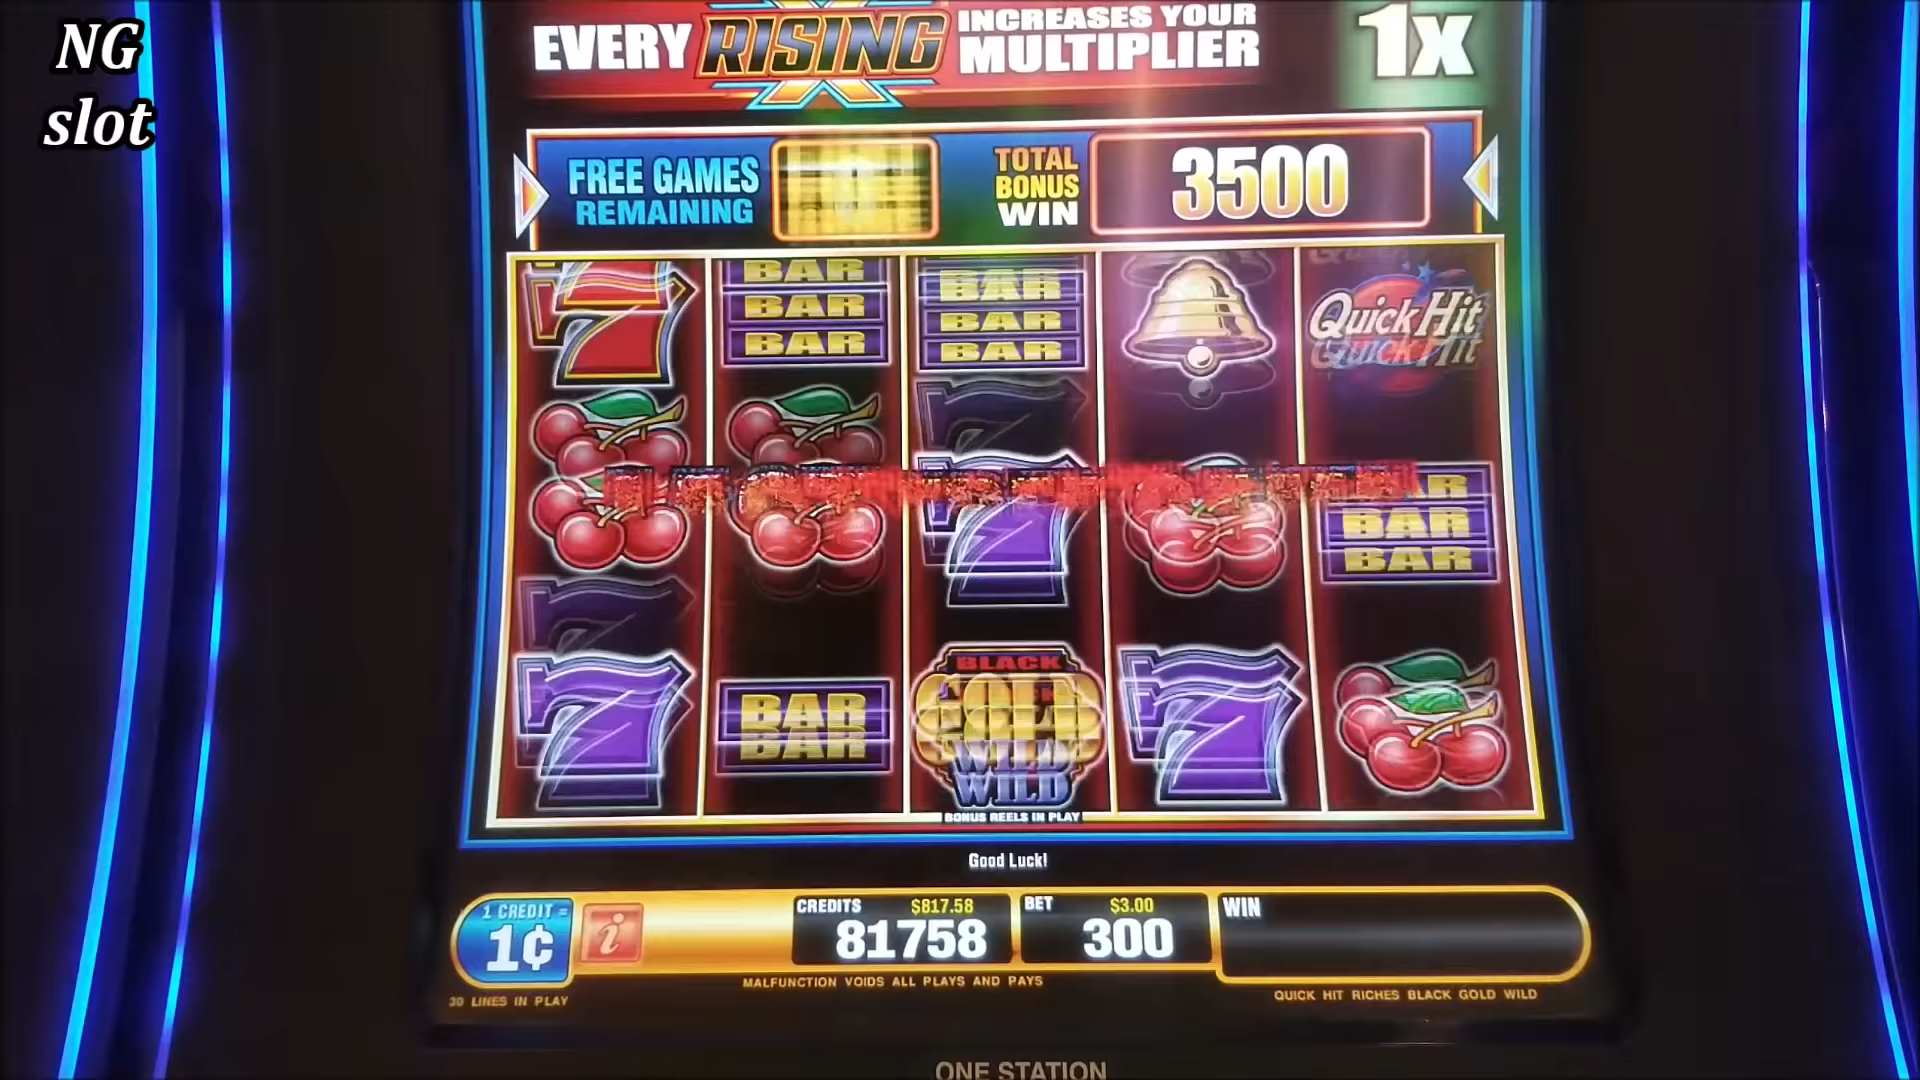 NG
slot
EVERY RISING INCREASES YOUR MULTIPLIER
1X
FREE GAMES REMAINING
TOTAL BONUS WIN
3500
BAR
BAR
BAR
BAR
BAR
BAR
Quick Hit
BAR
BAR
BAR
BAR
BAR
BLACK
GOLD
WILD
WILD
BONUS REELS IN PLAY
Good Luck!
1 CREDIT =
1¢
i
CREDITS $817.58
81758
BET $3.00
300
WIN
30 LINES IN PLAY
MALFUNCTION VOIDS ALL PLAYS AND PAYS
QUICK HIT RICHES BLACK GOLD WILD
ONE STATION